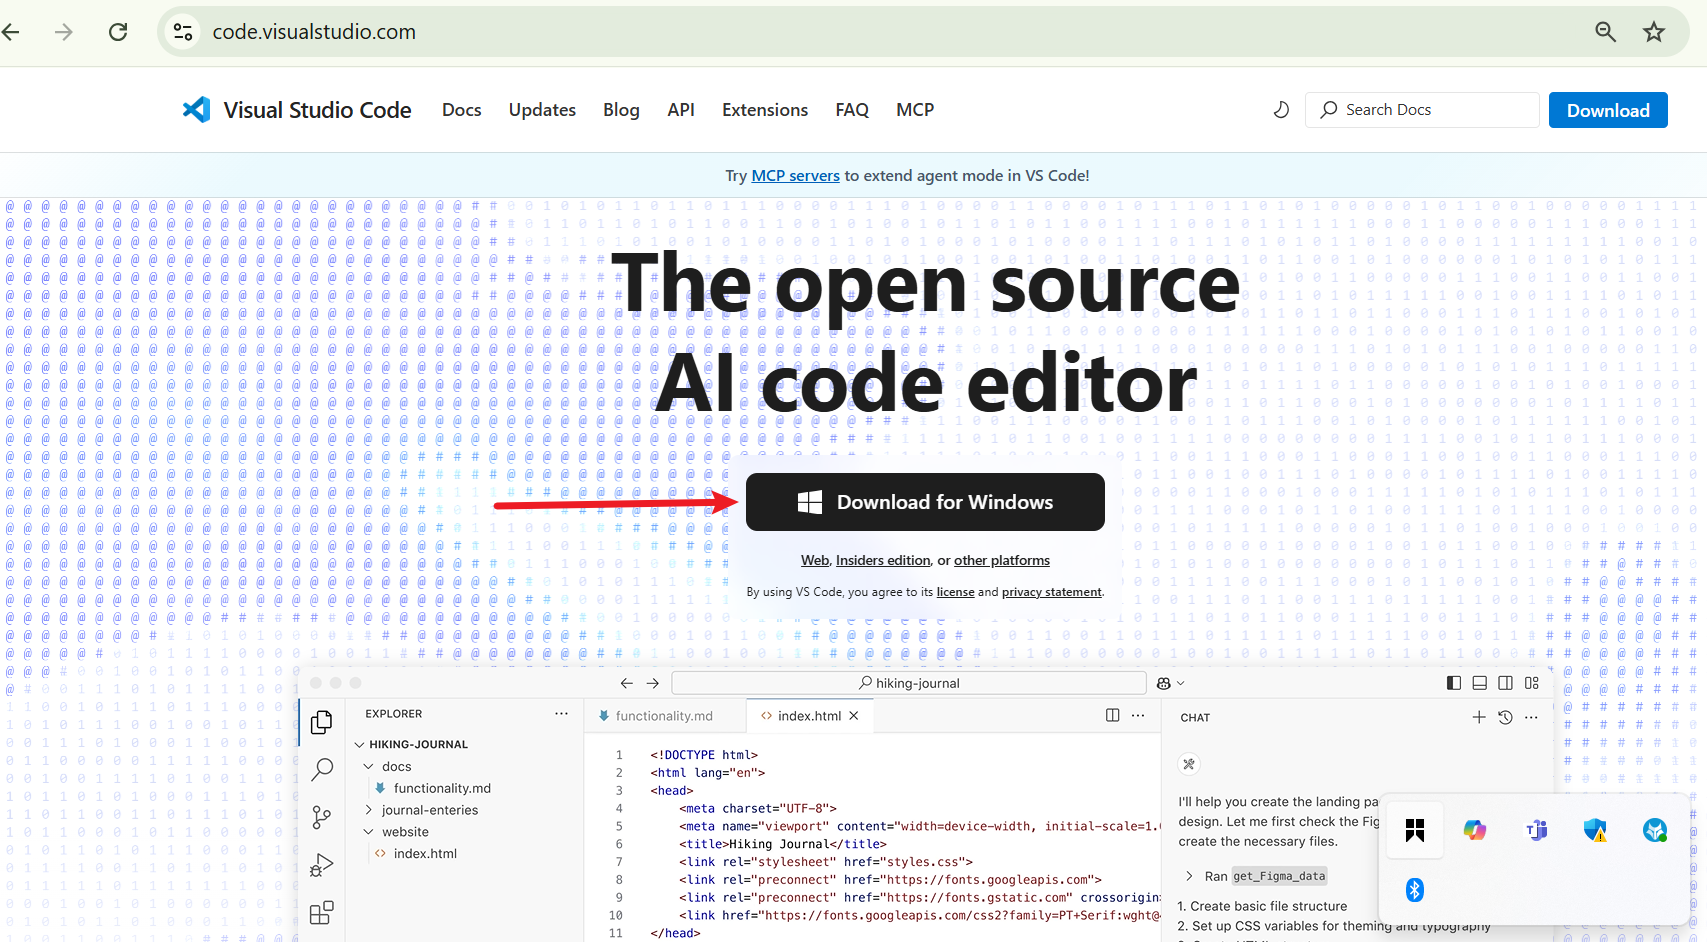 code.visualstudio.com
Visual Studio Code Docs Updates Blog API Extensions FAQ MCP Search Docs Download
Try MCP servers to extend agent mode in VS Code!
The open source
AI code editor
Download for Windows
Web, Insiders edition, or other platforms
By using VS Code, you agree to its license and privacy statement.
hiking-journal
EXPLORER
HIKING-JOURNAL
docs
functionality.md
journal-enteries
website
index.html
functionality.md index.html
1 <!DOCTYPE html>
2 <html lang="en">
3 <head>
4 <meta charset="UTF-8">
5 <meta name="viewport" content="width=device-width, initial-scale=1.
6 <title>Hiking Journal</title>
7 <link rel="stylesheet" href="styles.css">
8 <link rel="preconnect" href="https://fonts.googleapis.com">
9 <link rel="preconnect" href="https://fonts.gstatic.com" crossorigin>
10 <link href="https://fonts.googleapis.com/css2?family=PT+Serif:wght@
11 </head>
CHAT
I'll help you create the landing
design. Let me first check the
create the necessary files.
Ran get_Figma_data
1. Create basic file structure
2. Set up CSS variables for theming and typography